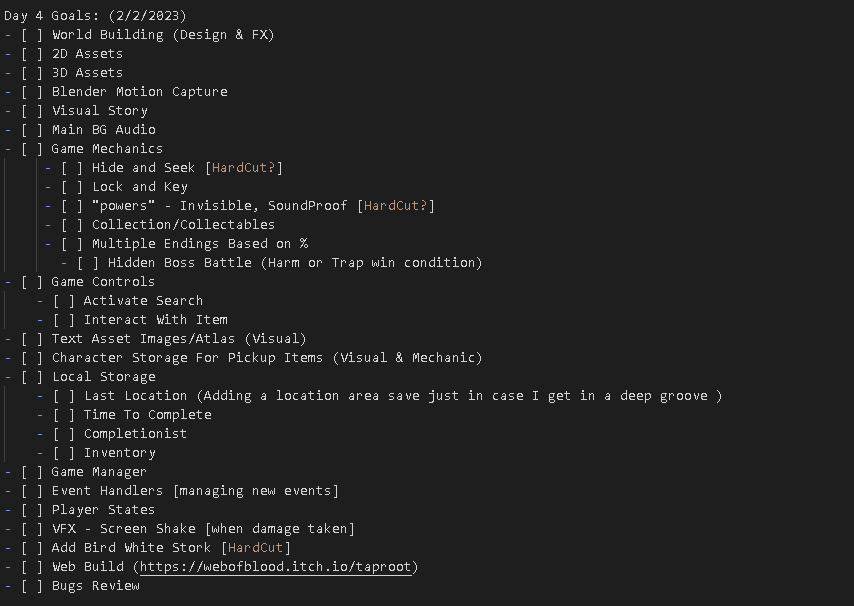 Day 4 Goals: (2/2/2023)
- [ ] World Building (Design & FX)
- [ ] 2D Assets
- [ ] 3D Assets
- [ ] Blender Motion Capture
- [ ] Visual Story
- [ ] Main BG Audio
- [ ] Game Mechanics
- [ ] Hide and Seek [HardCut?]
- [ ] Lock and Key
- [ ] "powers" - Invisible, SoundProof [HardCut?]
- [ ] Collection/Collectables
- [ ] Multiple Endings Based on %
- [ ] Hidden Boss Battle (Harm or Trap win condition)
- [ ] Game Controls
- [ ] Activate Search
- [ ] Interact With Item
- [ ] Text Asset Images/Atlas (Visual)
- [ ] Character Storage For Pickup Items (Visual & Mechanic)
- [ ] Local Storage
- [ ] Last Location (Adding a location area save just in case I get in a deep groove )
- [ ] Time To Complete
- [ ] Completionist
- [ ] Inventory
- [ ] Game Manager
- [ ] Event Handlers [managing new events]
- [ ] Player States
- [ ] VFX - Screen Shake [when damage taken]
- [ ] Add Bird White Stork [HardCut]
- [ ] Web Build (https://webofblood.itch.io/taproot)
- [ ] Bugs Review